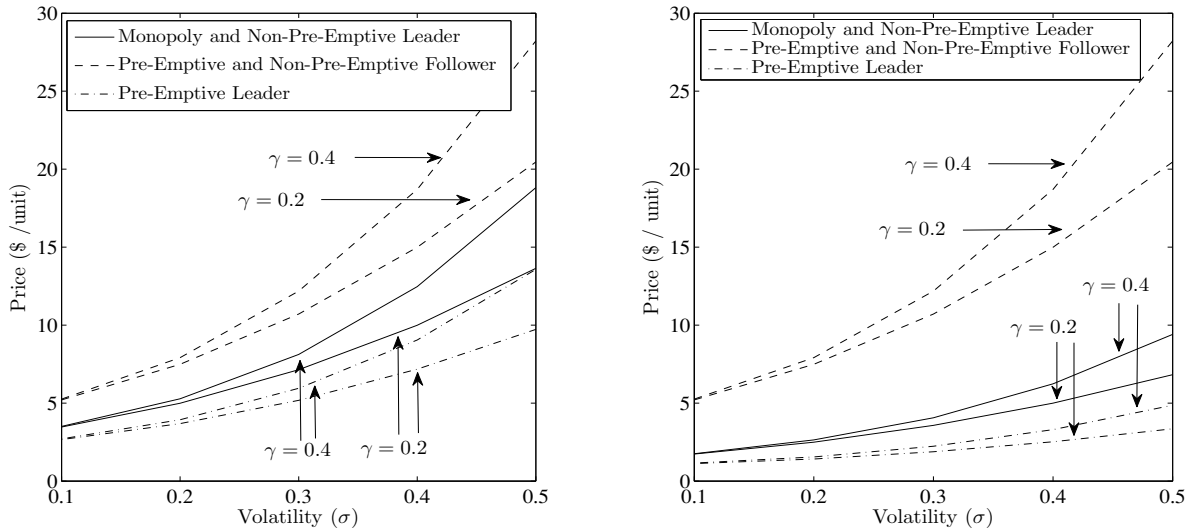 30
25
20
15
10
5
0
Price ($ /unit)
Monopoly and Non-Pre-Emptive Leader
Pre-Emptive and Non-Pre-Emptive Follower
Pre-Emptive Leader
γ = 0.4
γ = 0.2
γ = 0.4
γ = 0.2
0.1 0.2 0.3 0.4 0.5
Volatility (σ)
30
25
20
15
10
5
0
Price ($ / unit)
Monopoly and Non-Pre-Emptive Leader
Pre-Emptive and Non-Pre-Emptive Follower
Pre-Emptive Leader
γ = 0.4
γ = 0.2
γ = 0.4
γ = 0.2
0.1 0.2 0.3 0.4 0.5
Volatility (σ)